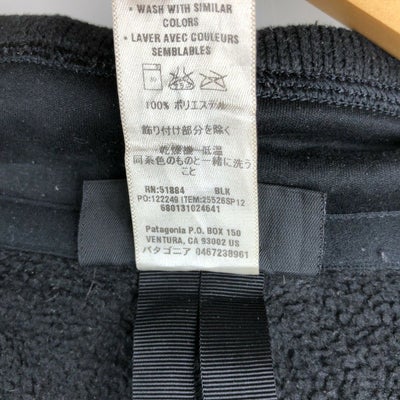 • WASH WITH SIMILAR
COLORS
• LAVER AVEC COULEURS
SEMBLABLES
100% ポリエステル
飾り付け部分を除く
乾燥機・低温
同系色のものと一緒に洗う
こと
RN:51884 BLK
PO:122249 ITEM:25526SP12
680131024641
Patagonia P.O. BOX 150
VENTURA, CA 93002 US
パタゴニア 0467238961